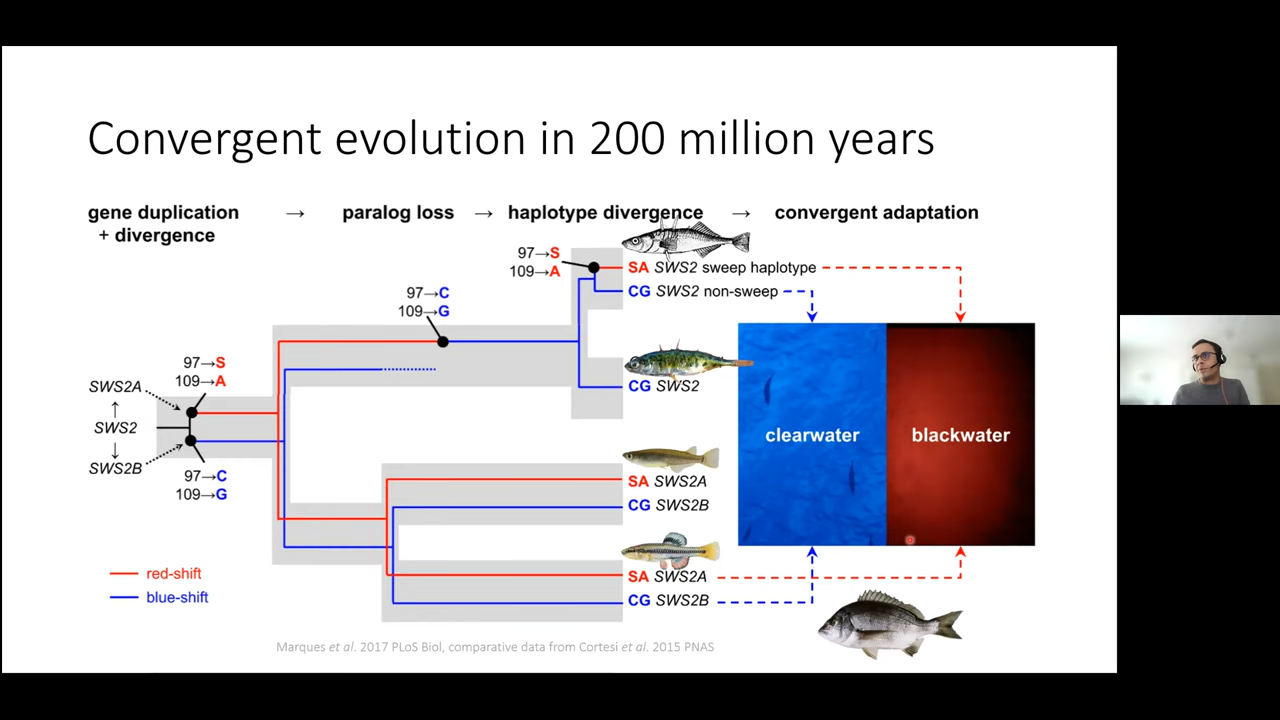 Convergent evolution in 200 million years
gene duplication → paralog loss → haplotype divergence → convergent adaptation
+ divergence
97→S
109→A
SA SWS2 sweep haplotype
CG SWS2 non-sweep
97→C
109→G
97→S
109→A
SWS2A
↑
SWS2
↓
SWS2B
97→C
109→G
CG SWS2
clearwater
blackwater
SA SWS2A
CG SWS2B
SA SWS2A
CG SWS2B
red-shift
blue-shift
Marques et al. 2017 PLoS Biol, comparative data from Cortesi et al. 2015 PNAS